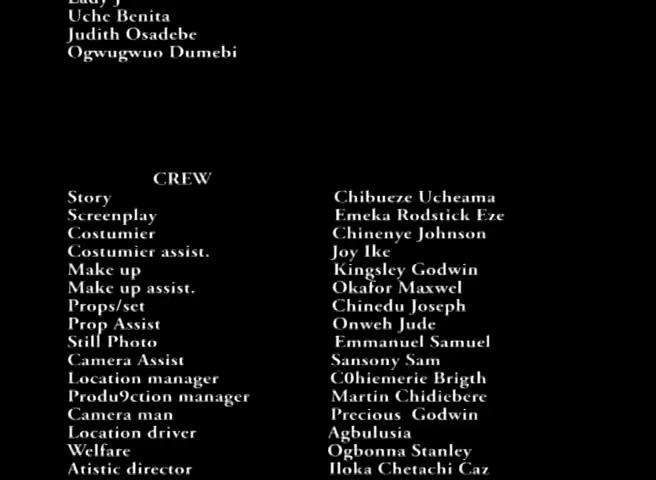 Lady J
Uche Benita
Judith Osadebe
Ogwugwuo Dumebi
CREW
Story Chibueze Ucheama
Screenplay Emeka Rodstick Eze
Costumier Chinenye Johnson
Costumier assist. Joy Ike
Make up Kingsley Godwin
Make up assist. Okafor Maxwel
Props/set Chinedu Joseph
Prop Assist Onweh Jude
Still Photo Emmanuel Samuel
Camera Assist Sansony Sam
Location manager C0hiemerie Brigth
Produ9ction manager Martin Chidiebere
Camera man Precious Godwin
Location driver Agbulusia
Welfare Ogbonna Stanley
Atistic director Iloka Chetachi Caz